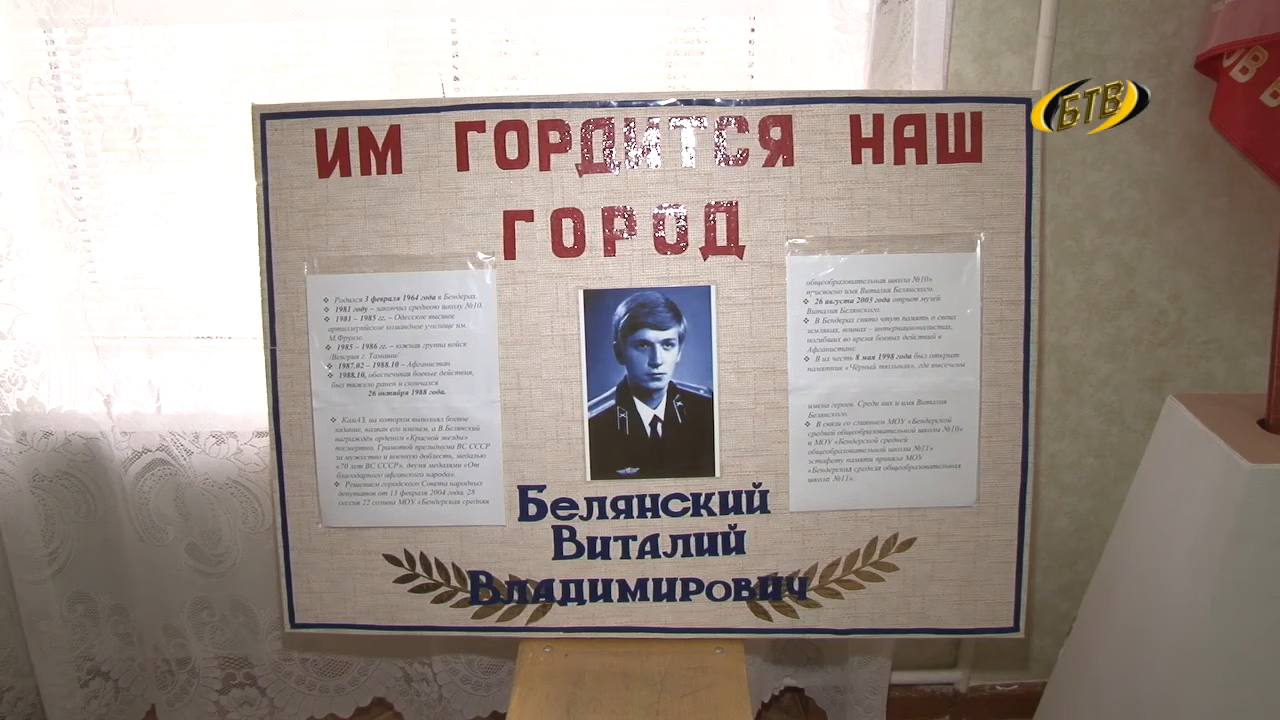 ИМ ГОРДИТСЯ НАШ
ГОРОД
БТВ
ОВ
Родился 3 февраля 1964 года в Бендерах.
1981 году – закончил среднюю школу №10.
1981 – 1985 гг. – Одесское высшее
артиллерийское командное училище им.
М.Фрунзе.
1985 – 1986 гг. – южная группа войск
/Венгрия г. Тамаши/
1987.02 – 1988.10 – Афганистан
1988.10, обеспечивая боевые действия,
был тяжело ранен и скончался
26 октября 1988 года.
КамАЗ, на котором выполнял боевое
задание, назван его именем, а В.Белянский
награждён орденом «Красной звезды»
посмертно. Грамотой президиума ВС СССР
за мужество и воинскую доблесть, медалью
«70 лет ВС СССР», двумя медалями «От
благодарного афганского народа».
Решением городского Совета народных
депутатов от 13 февраля 2004 года, 28
сессия 22 созыва МОУ «Бендерская средняя
общеобразовательная школа №10»
присвоено имя Виталия Белянского.
26 августа 2003 года открыт музей
Виталия Белянского.
В Бендерах свято чтут память о своих
земляках, воинах – интернационалистах,
погибших во время боевых действий в
Афганистане.
В их честь 8 мая 1998 года был открыт
памятник «Чёрный тюльпан», где высечены
имена героев. Среди них и имя Виталия
Белянского.
В связи со слиянием МОУ «Бендерской
средней общеобразовательной школы №10»
и МОУ «Бендерской средней
общеобразовательной школы №11»
эстафету памяти приняло МОУ
«Бендерская средняя общеобразовательная
школа №11».
Белянский
Виталий
Владимирович